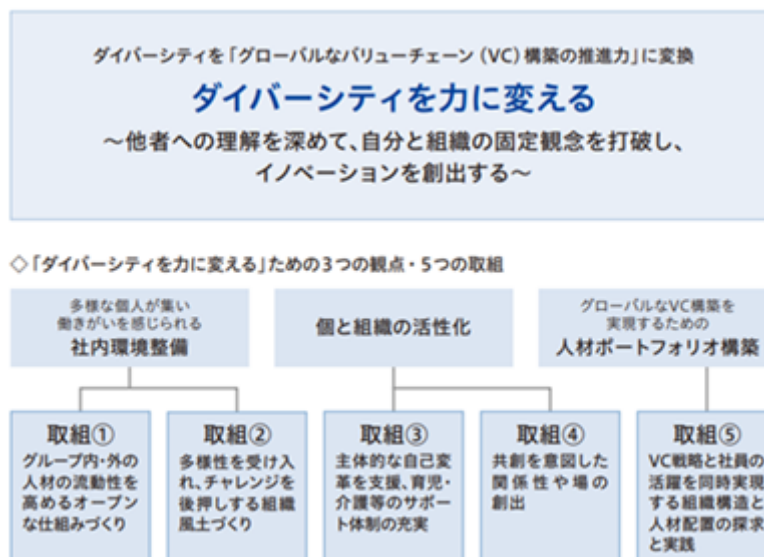 ダイバーシティを「グローバルなバリューチェーン(VC)構築の推進力」に変換
ダイバーシティを力に変える
～他者への理解を深めて、自分と組織の固定観念を打破し、
イノベーションを創出する～
◇「ダイバーシティを力に変える」ための3つの観点・5つの取組
多様な個人が集い
働きがいを感じられる
社内環境整備
個と組織の活性化
グローバルなVC構築を
実現するための
人材ポートフォリオ構築
取組①
グループ内・外の
人材の流動性を
高めるオープン
な仕組みづくり
取組②
多様性を受け入
れ、チャレンジを
後押しする組織
風土づくり
取組③
主体的な自己変
革を支援、育児・
介護等のサポー
ト体制の充実
取組④
共創を意図した
関係性や場の
創出
取組⑤
VC戦略と社員の
活躍を同時実現
する組織構造と
人材配置の探求
と実践